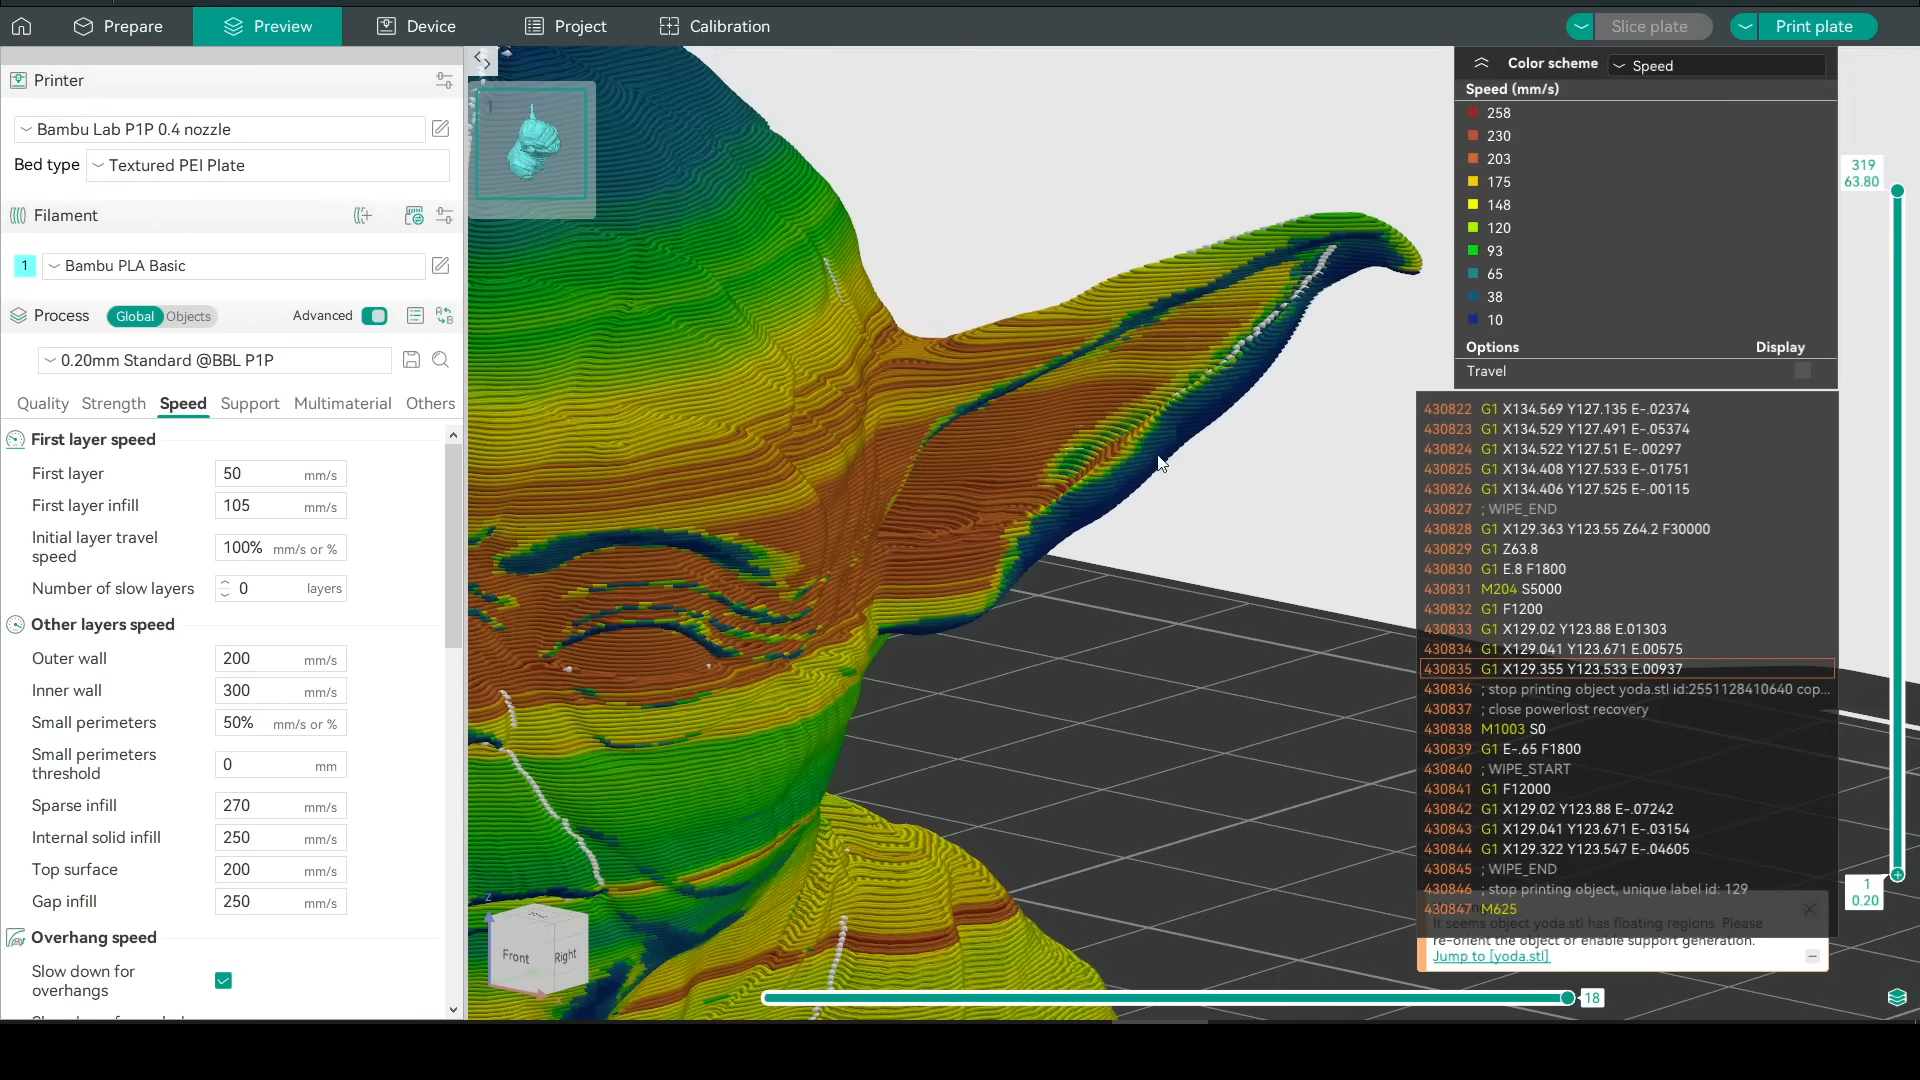 Prepare
Preview
Device
Project
Calibration
Slice plate
Print plate
Printer
Bambu Lab P1P 0.4 nozzle
Bed type
Textured PEI Plate
Filament
1
Bambu PLA Basic
Process
Global
Objects
Advanced
0.20mm Standard @BBL P1P
Quality
Strength
Speed
Support
Multimaterial
Others
First layer speed
First layer
50 mm/s
First layer infill
105 mm/s
Initial layer travel
speed
100% mm/s or %
Number of slow layers
0 layers
Other layers speed
Outer wall
200 mm/s
Inner wall
300 mm/s
Small perimeters
50% mm/s or %
Small perimeters
threshold
0 mm
Sparse infill
270 mm/s
Internal solid infill
250 mm/s
Top surface
200 mm/s
Gap infill
250 mm/s
Overhang speed
Slow down for
overhangs
1
Front
Right
Z
Color scheme
Speed
Speed (mm/s)
258
230
203
175
148
120
93
65
38
10
Options
Display
Travel
319
63.80
430822 G1 X134.569 Y127.135 E-.02374
430823 G1 X134.529 Y127.491 E-.05374
430824 G1 X134.522 Y127.51 E-.00297
430825 G1 X134.408 Y127.533 E-.01751
430826 G1 X134.406 Y127.525 E-.00115
430827 ; WIPE_END
430828 G1 X129.363 Y123.55 Z64.2 F30000
430829 G1 Z63.8
430830 G1 E.8 F1800
430831 M204 S5000
430832 G1 F1200
430833 G1 X129.02 Y123.88 E.01303
430834 G1 X129.041 Y123.671 E.00575
430835 G1 X129.355 Y123.533 E.00937
430836 ; stop printing object yoda.stl id:2551128410640 cop...
430837 ; close powerlost recovery
430838 M1003 S0
430839 G1 E-.65 F1800
430840 ; WIPE_START
430841 G1 F12000
430842 G1 X129.02 Y123.88 E-.07242
430843 G1 X129.041 Y123.671 E-.03154
430844 G1 X129.322 Y123.547 E-.04605
430845 ; WIPE_END
430846 ; stop printing object, unique label id: 129
430847 M625
It seems object yoda.stl has floating regions. Please
re-orient the object or enable support generation.
Jump to [yoda.stl]
1
0.20
18